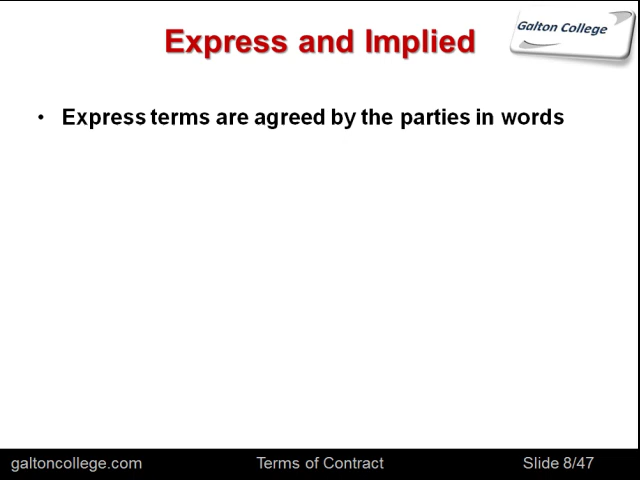 Express and Implied
Galton College
• Express terms are agreed by the parties in words
galtoncollege.com
Terms of Contract
Slide 8/47